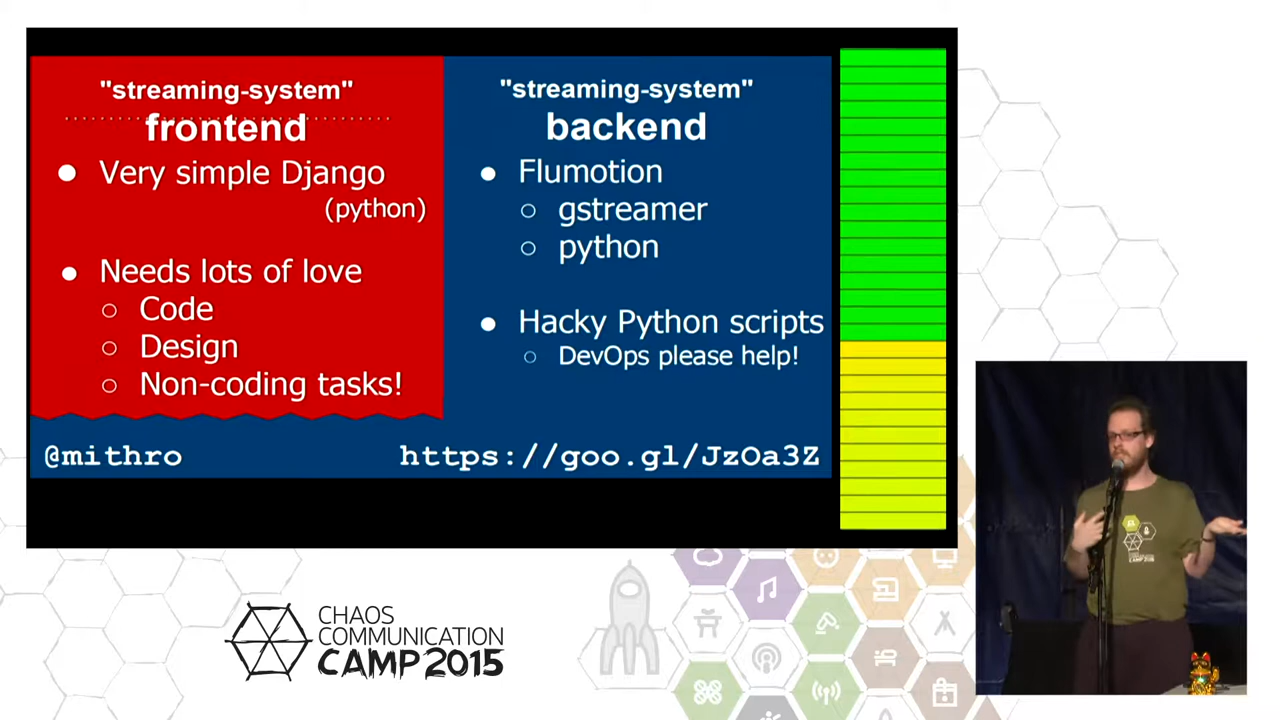 "streaming-system"
frontend
● Very simple Django
(python)
● Needs lots of love
○ Code
○ Design
○ Non-coding tasks!
"streaming-system"
backend
● Flumotion
○ gstreamer
○ python
● Hacky Python scripts
○ DevOps please help!
@mithro
https://goo.gl/JzOa3Z
CHAOS
COMMUNICATION
CAMP 2015